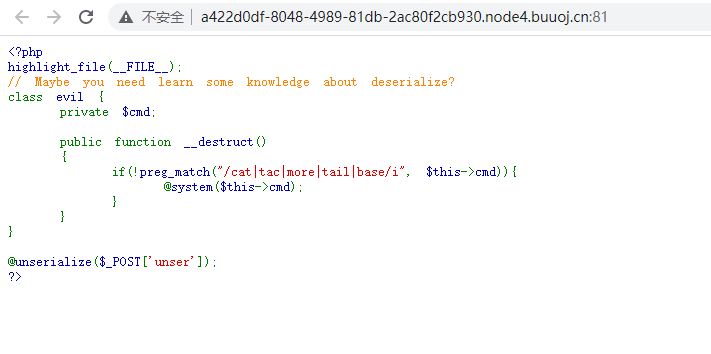 不安全 | a422d0df-8048-4989-81db-2ac80f2cb930.node4.buuoj.cn:81
<?php
highlight_file(__FILE__);
// Maybe you need learn some knowledge about deserialize?
class evil {
private $cmd;
public function __destruct()
{
if(!preg_match("/cat|tac|more|tail|base/i", $this->cmd)){
@system($this->cmd);
}
}
}
@unserialize($_POST['unser']);
?>